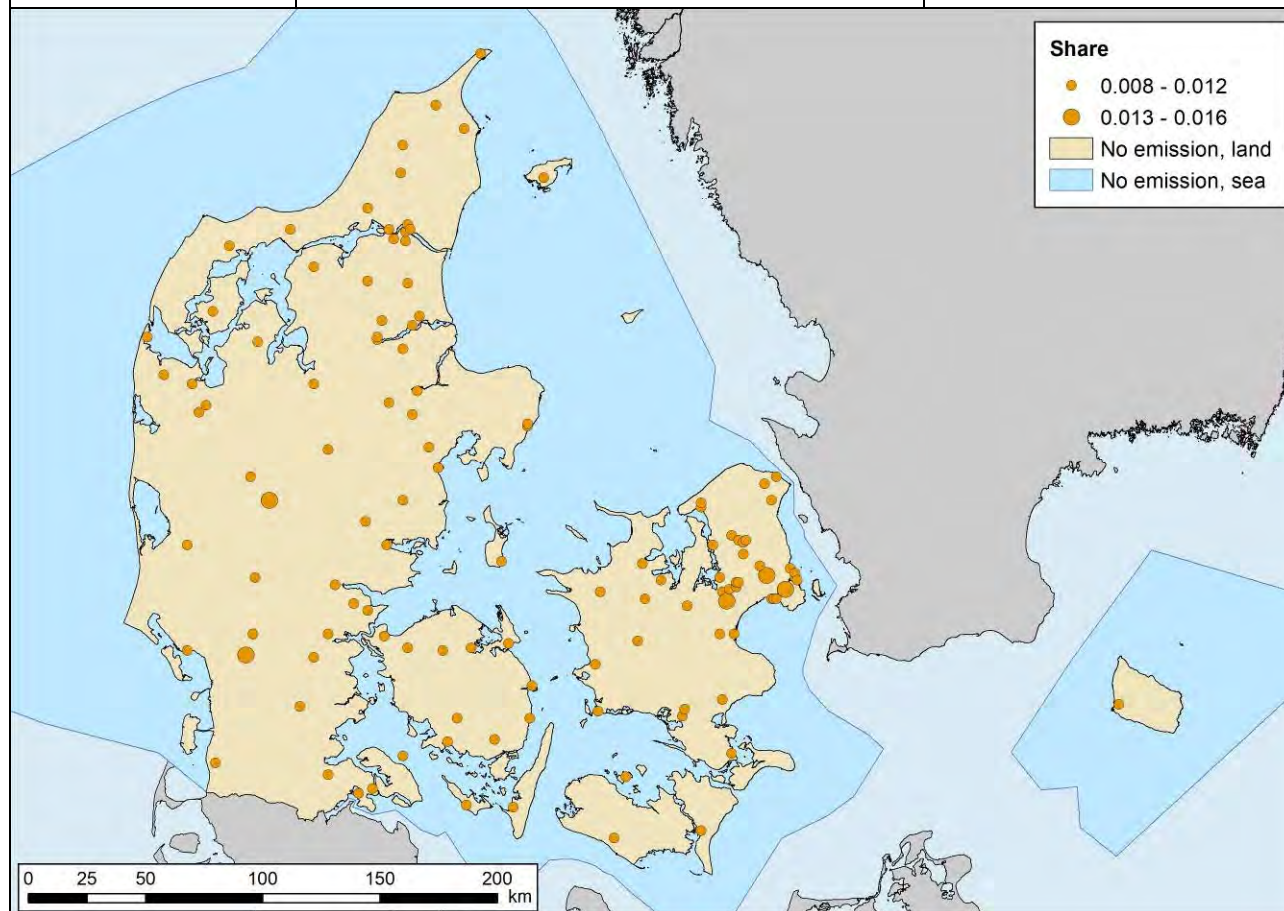 Share
0.008 - 0.012
0.013 - 0.016
No emission, land
No emission, sea
0 25 50 100 150 200
km